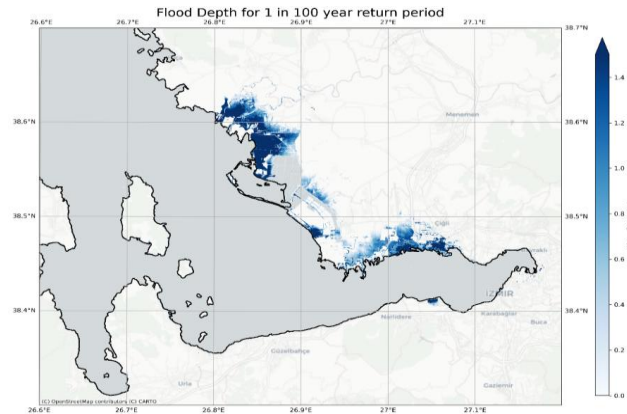 Flood Depth for 1 in 100 year return period
26.6°E 26.7°E 26.8°E 26.9°E 27°E 27.1°E 38.7°N
38.6°N Menemen 38.6°N
38.5°N Çiğli 38.5°N
İZMİR
38.4°N 38.4°N
Narlıdere Karabağlar
Buca
Güzelbahçe
Urla Gaziemir
(C) OpenStreetMap contributors (C) CARTO
26.6°E 26.7°E 26.8°E 26.9°E 27°E 27.1°E
1.4
1.2
1.0
0.8
0.6
0.4
0.2
0.0